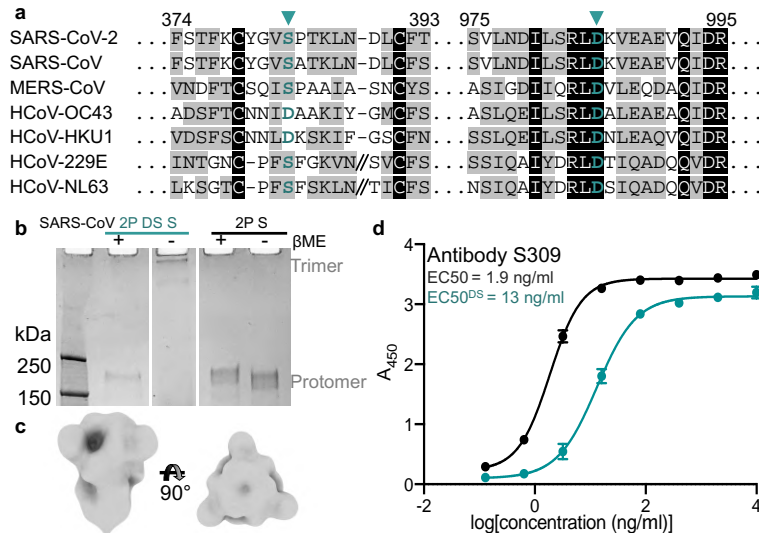 a
374 393 975 995
SARS-CoV-2 ...FSTFKCYGVSPTKLN-DLCFT ... SVLNDILSRLDKVEAEVQIDR...
SARS-CoV ...FSTFKCYGVSATKLN-DLCFS ... SVLNDILSRLDKVEAEVQIDR...
MERS-CoV ...VNDFTCSQISPAAIA-SNCYS ... ASIGDIIQRLDVLEQDAQIDR...
HCoV-OC43 ...ADSFTCNNIDAAKIY-GMCFS ... ASLQEILSRLDALEAEAQIDR...
HCoV-HKU1 ...VDSFSCNNLDKSKIF-GSCFN ... SSLQEILSRLDNLEAQVQIDR...
HCoV-229E ...INTGNC-PFSFGKVN//SVCFS ... SSIQAIYDRLDTIQADQQVDR...
HCoV-NL63 ...LKSGTC-PFSFSKLN//TICFS ... NSIQAIYDRLDSIQADQQVDR...
b
SARS-CoV 2P DS S 2P S
+ - + - βME
Trimer
kDa
250
150
Protomer
c
90°
d
Antibody S309
EC50 = 1.9 ng/ml
EC50DS = 13 ng/ml
A450
4
3
2
1
0
-2 0 2 4
log[concentration (ng/ml)]